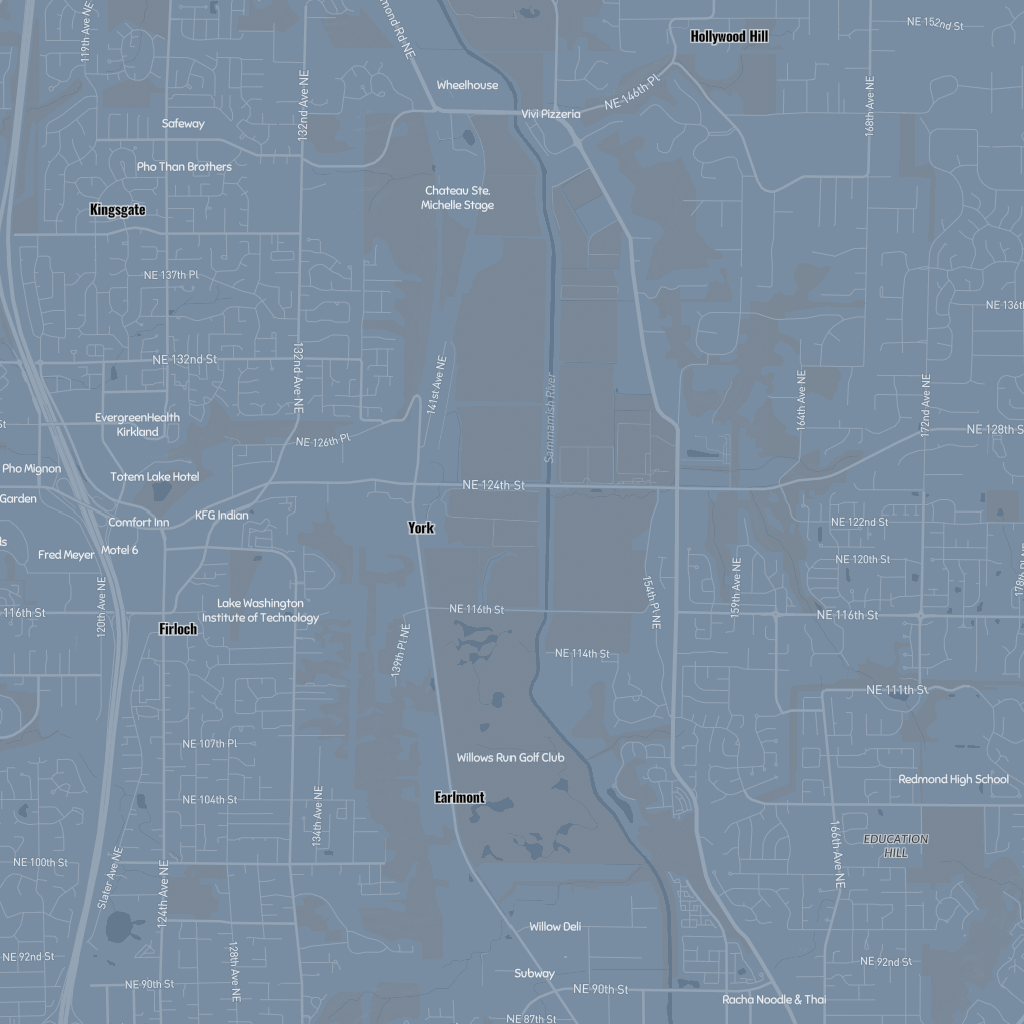 119th Ave NE
mond Rd NE
Hollywood Hill
NE 152nd St
Wheelhouse
NE 146th Pl
132nd Ave NE
168th Ave NE
Vivi Pizzeria
Safeway
Pho Than Brothers
Chateau Ste.
Michelle Stage
Kingsgate
NE 137th Pl
NE 136t
NE 132nd St
132nd Ave NE
141st Ave NE
Sammamish River
164th Ave NE
172nd Ave NE
EvergreenHealth
Kirkland
St
NE 126th Pl
NE 128th S
Pho Mignon
Totem Lake Hotel
NE 124th St
Garden
Comfort Inn
KFG Indian
York
NE 122nd St
ls
Fred Meyer
Motel 6
NE 120th St
120th Ave NE
154th Pl NE
159th Ave NE
178th Pl N
116th St
Lake Washington
Institute of Technology
NE 116th St
NE 116th St
Firloch
139th Pl NE
NE 114th St
NE 111th St
NE 107th Pl
Willows Run Golf Club
Redmond High School
Earlmont
NE 104th St
134th Ave NE
166th Ave NE
EDUCATION
HILL
NE 100th St
Slater Ave NE
124th Ave NE
Willow Deli
NE 92nd St
128th Ave NE
NE 92nd St
Subway
NE 90th St
NE 90th St
Racha Noodle & Thai
NE 87th St